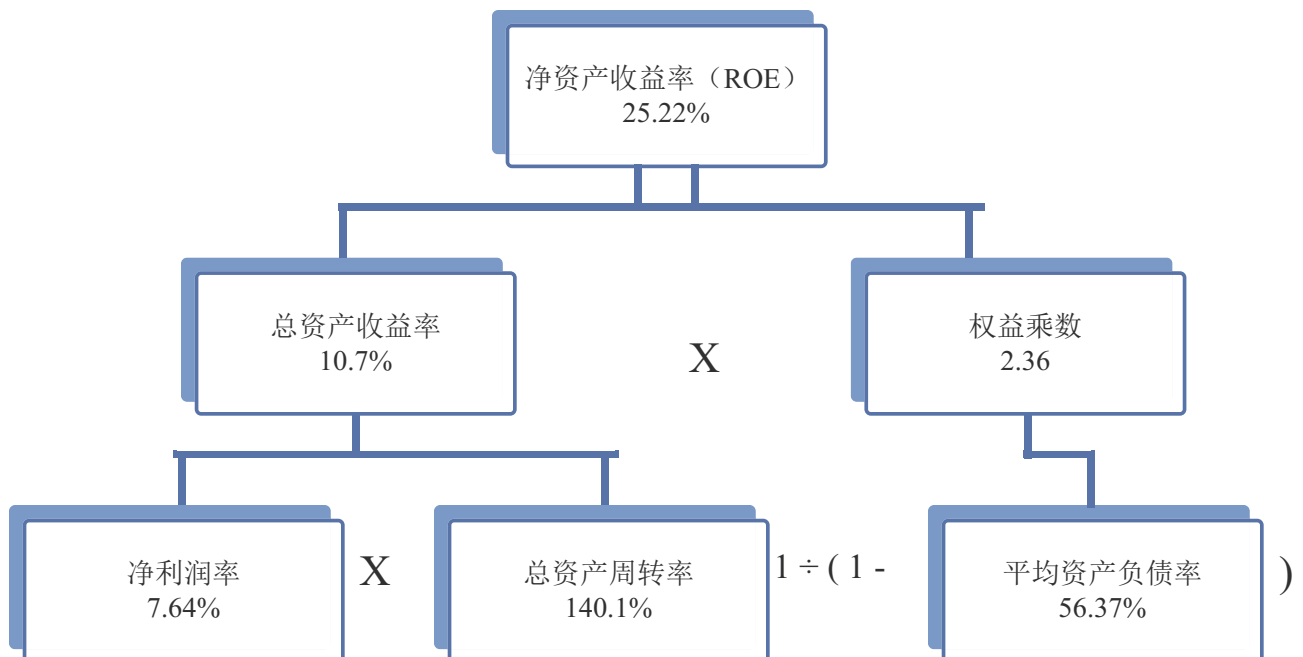 净资产收益率（ROE）
25.22%
总资产收益率
10.7%
X
权益乘数
2.36
净利润率
7.64%
X
总资产周转率
140.1%
1 ÷ ( 1 -
平均资产负债率
56.37%
)